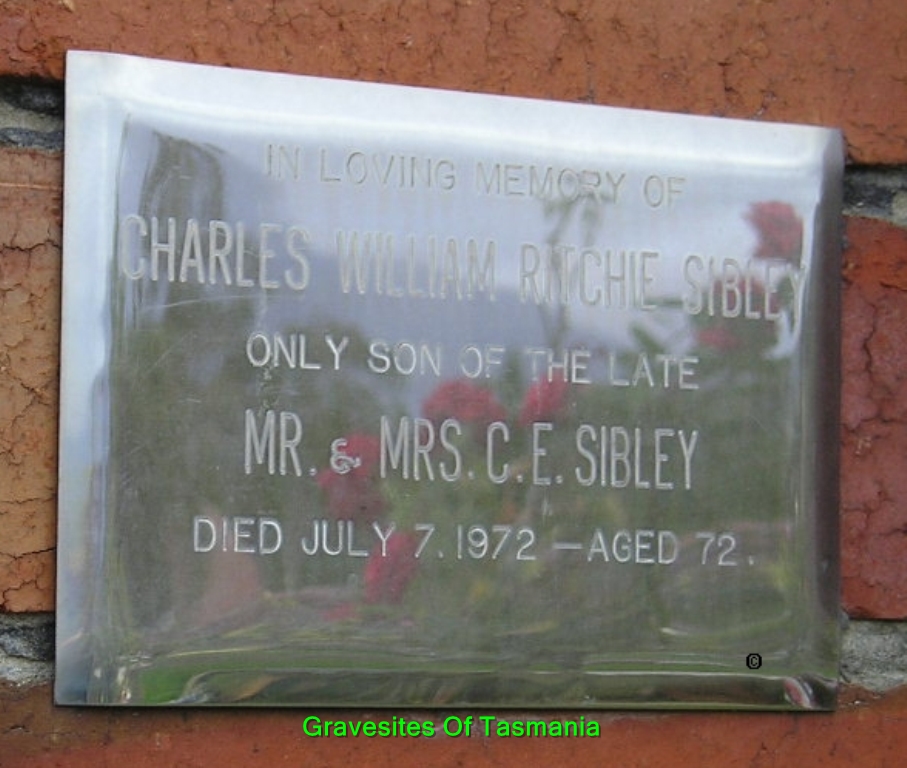 IN LOVING MEMORY OF
CHARLES WILLIAM RITCHIE SIBLEY
ONLY SON OF THE LATE
MR. & MRS. C. E. SIBLEY
DIED JULY 7. 1972 — AGED 72.
©
Gravesites Of Tasmania